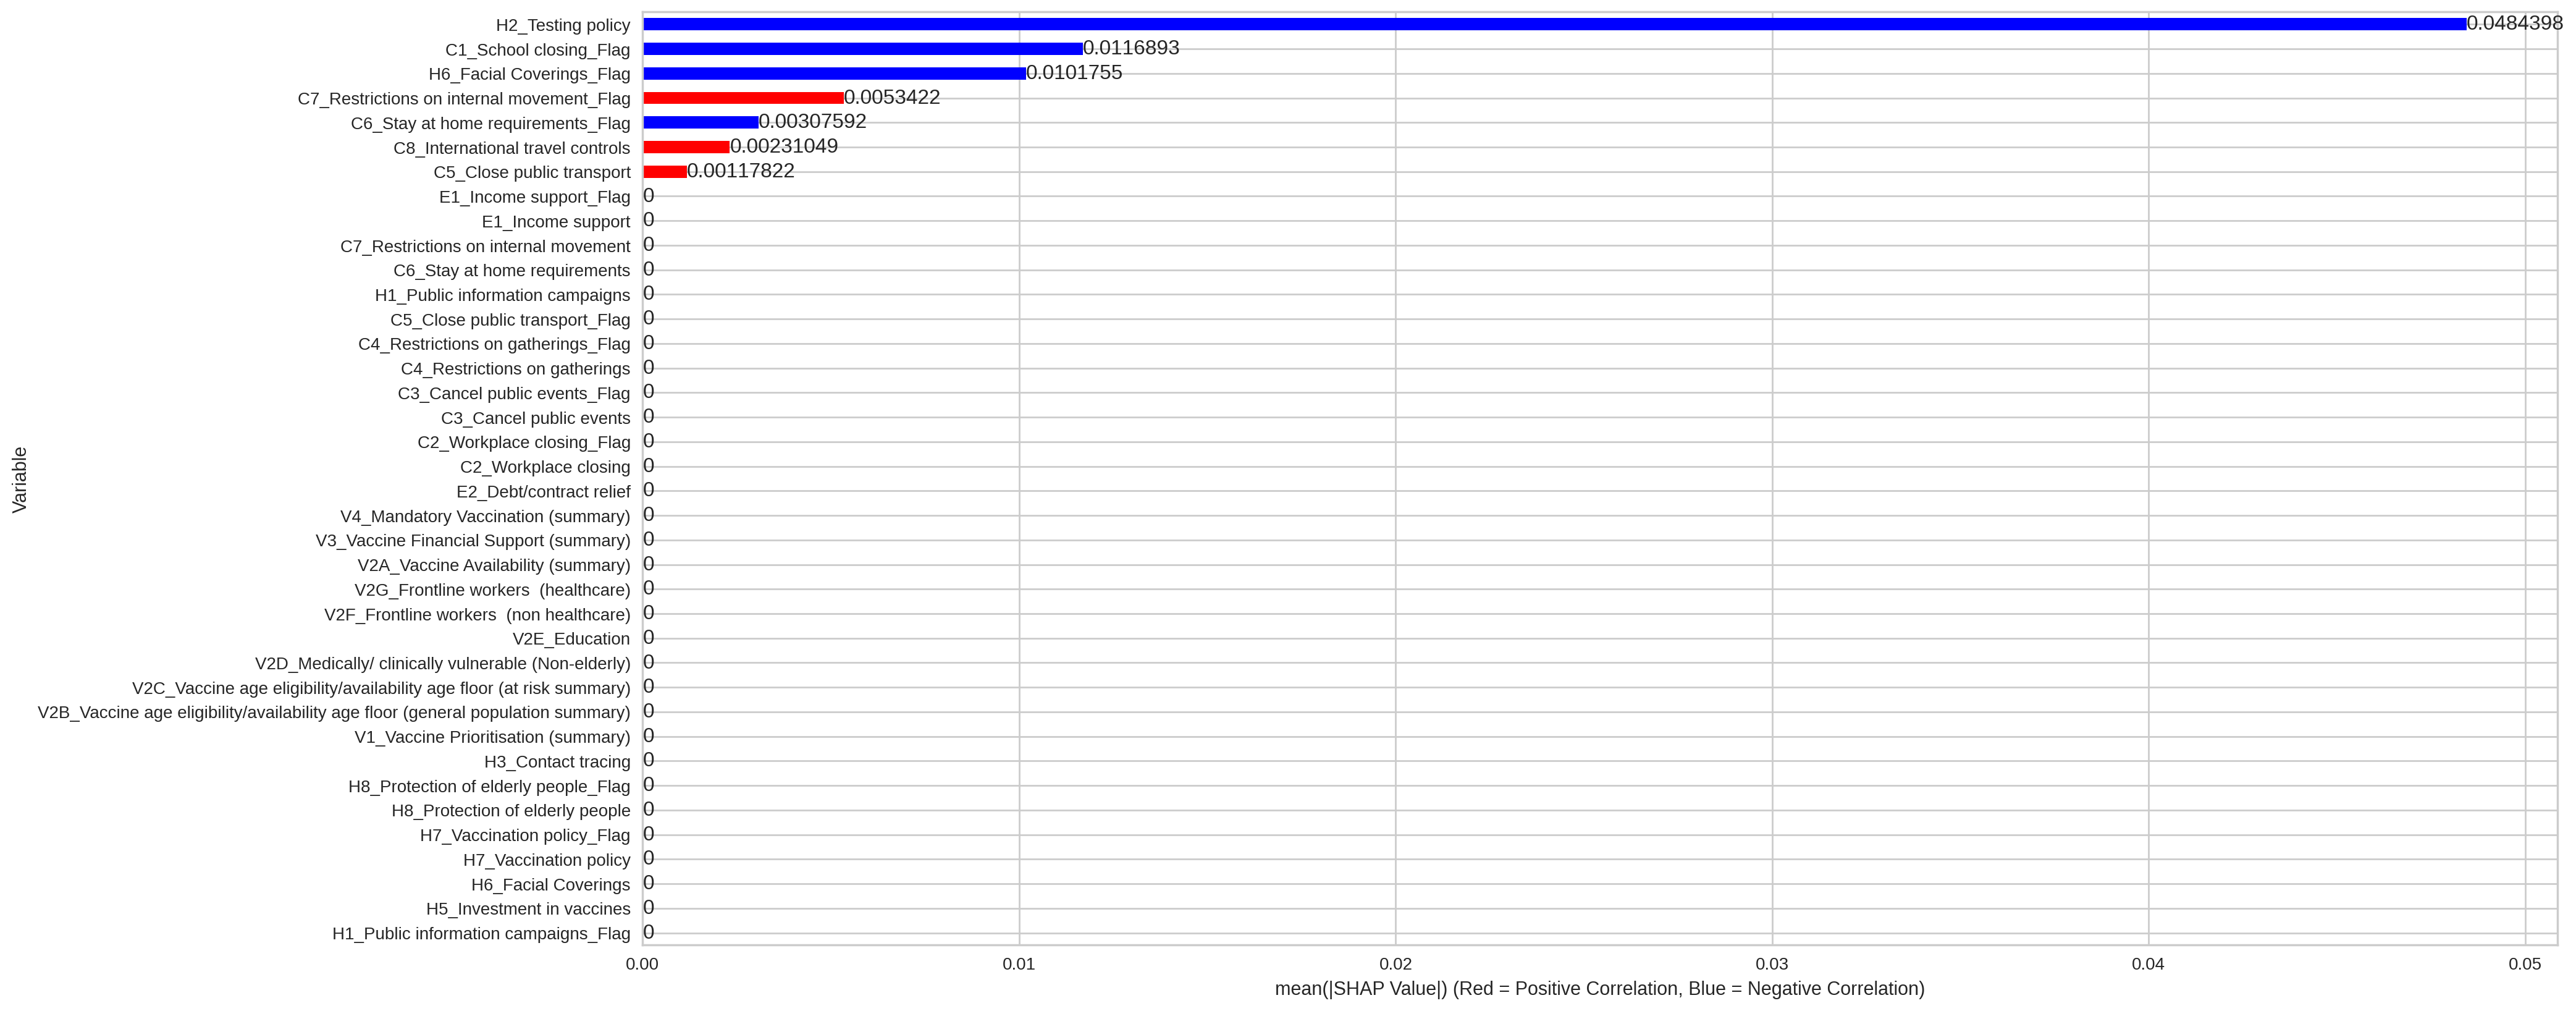 H2_Testing policy 0.0484398
C1_School closing_Flag 0.0116893
H6_Facial Coverings_Flag 0.0101755
C7_Restrictions on internal movement_Flag 0.0053422
C6_Stay at home requirements_Flag 0.00307592
C8_International travel controls 0.00231049
C5_Close public transport 0.00117822
E1_Income support_Flag 0
E1_Income support 0
C7_Restrictions on internal movement 0
C6_Stay at home requirements 0
H1_Public information campaigns 0
C5_Close public transport_Flag 0
C4_Restrictions on gatherings_Flag 0
C4_Restrictions on gatherings 0
C3_Cancel public events_Flag 0
C3_Cancel public events 0
C2_Workplace closing_Flag 0
C2_Workplace closing 0
E2_Debt/contract relief 0
V4_Mandatory Vaccination (summary) 0
V3_Vaccine Financial Support (summary) 0
V2A_Vaccine Availability (summary) 0
V2G_Frontline workers  (healthcare) 0
V2F_Frontline workers  (non healthcare) 0
V2E_Education 0
V2D_Medically/ clinically vulnerable (Non-elderly) 0
V2C_Vaccine age eligibility/availability age floor (at risk summary) 0
V2B_Vaccine age eligibility/availability age floor (general population summary) 0
V1_Vaccine Prioritisation (summary) 0
H3_Contact tracing 0
H8_Protection of elderly people_Flag 0
H8_Protection of elderly people 0
H7_Vaccination policy_Flag 0
H7_Vaccination policy 0
H6_Facial Coverings 0
H5_Investment in vaccines 0
H1_Public information campaigns_Flag 0
Variable
0.00 0.01 0.02 0.03 0.04 0.05
mean(|SHAP Value|) (Red = Positive Correlation, Blue = Negative Correlation)